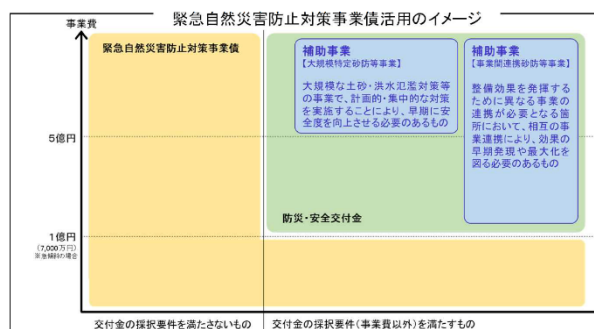 緊急自然災害防止対策事業債活用のイメージ
事業費
緊急自然災害防止対策事業債
補助事業
【大規模特定砂防等事業】
大規模な土砂・洪水氾濫対策等
の事業で、計画的・集中的な対策
を実施することにより、早期に安
全度を向上させる必要のあるもの
補助事業
【事業間連携砂防等事業】
整備効果を発揮する
ために異なる事業の
連携が必要となる箇
所において、相互の事
業連携により、効果の
早期発現や最大化を
図る必要のあるもの
5億円
防災・安全交付金
1億円
(7,000万円)
※急傾斜の場合
交付金の採択要件を満たさないもの
交付金の採択要件(事業費以外)を満たすもの